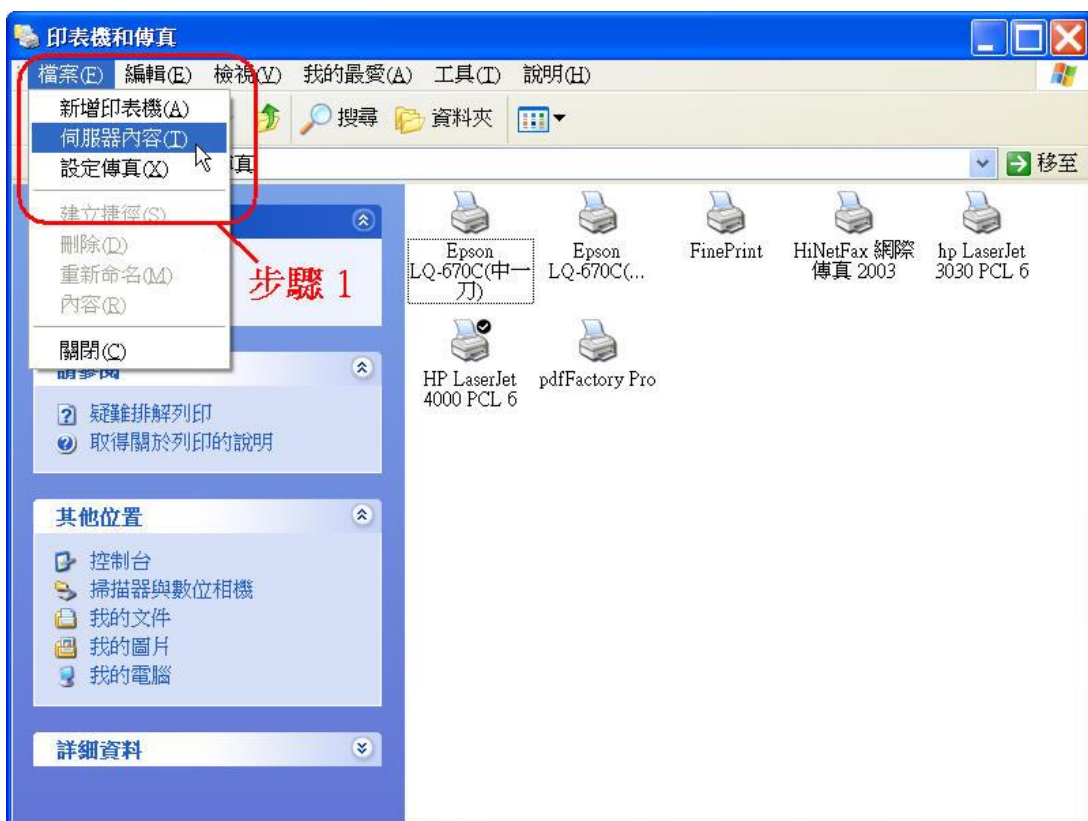 印表機和傳真
檔案(F) 編輯(E) 檢視(V) 我的最愛(A) 工具(T) 說明(H)
新增印表機(A)
伺服器內容(T)
設定傳真(X)
建立捷徑(S)
刪除(D)
重新命名(M)
內容(R)
關閉(C)
搜尋 資料夾
真
移至
步驟 1
請參閱
疑難排解列印
取得關於列印的說明
其他位置
控制台
掃描器與數位相機
我的文件
我的圖片
我的電腦
詳細資料
Epson
LQ-670C(中一
刀)
Epson
LQ-670C(...
FinePrint
HiNetFax 網際
傳真 2003
hp LaserJet
3030 PCL 6
HP LaserJet
4000 PCL 6
pdfFactory Pro